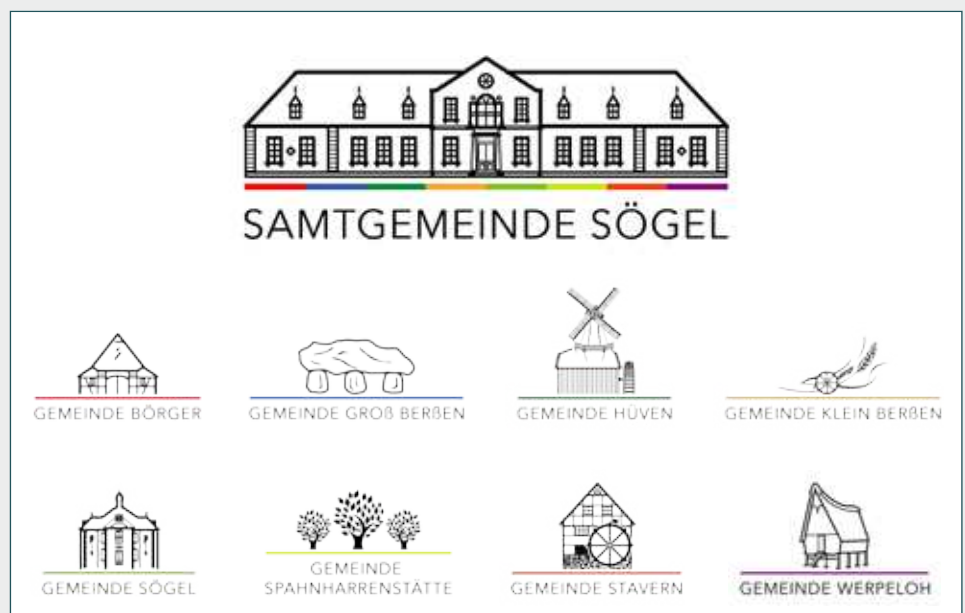 SAMTGEMEINDE SÖGEL
GEMEINDE BÖRGER
GEMEINDE GROß BERßEN
GEMEINDE HÜVEN
GEMEINDE KLEIN BERßEN
GEMEINDE SÖGEL
GEMEINDE
SPAHNHARRENSTÄTTE
GEMEINDE STAVERN
GEMEINDE WERPELOH